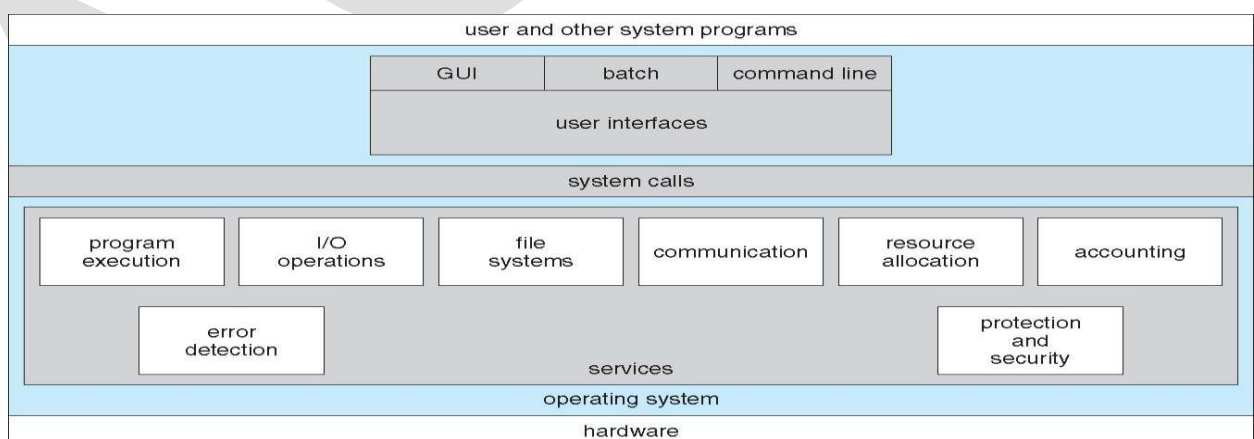 user and other system programs
GUI
batch
command line
user interfaces
system calls
program
execution
I/O
operations
file
systems
communication
resource
allocation
accounting
error
detection
protection
and
security
services
operating system
hardware